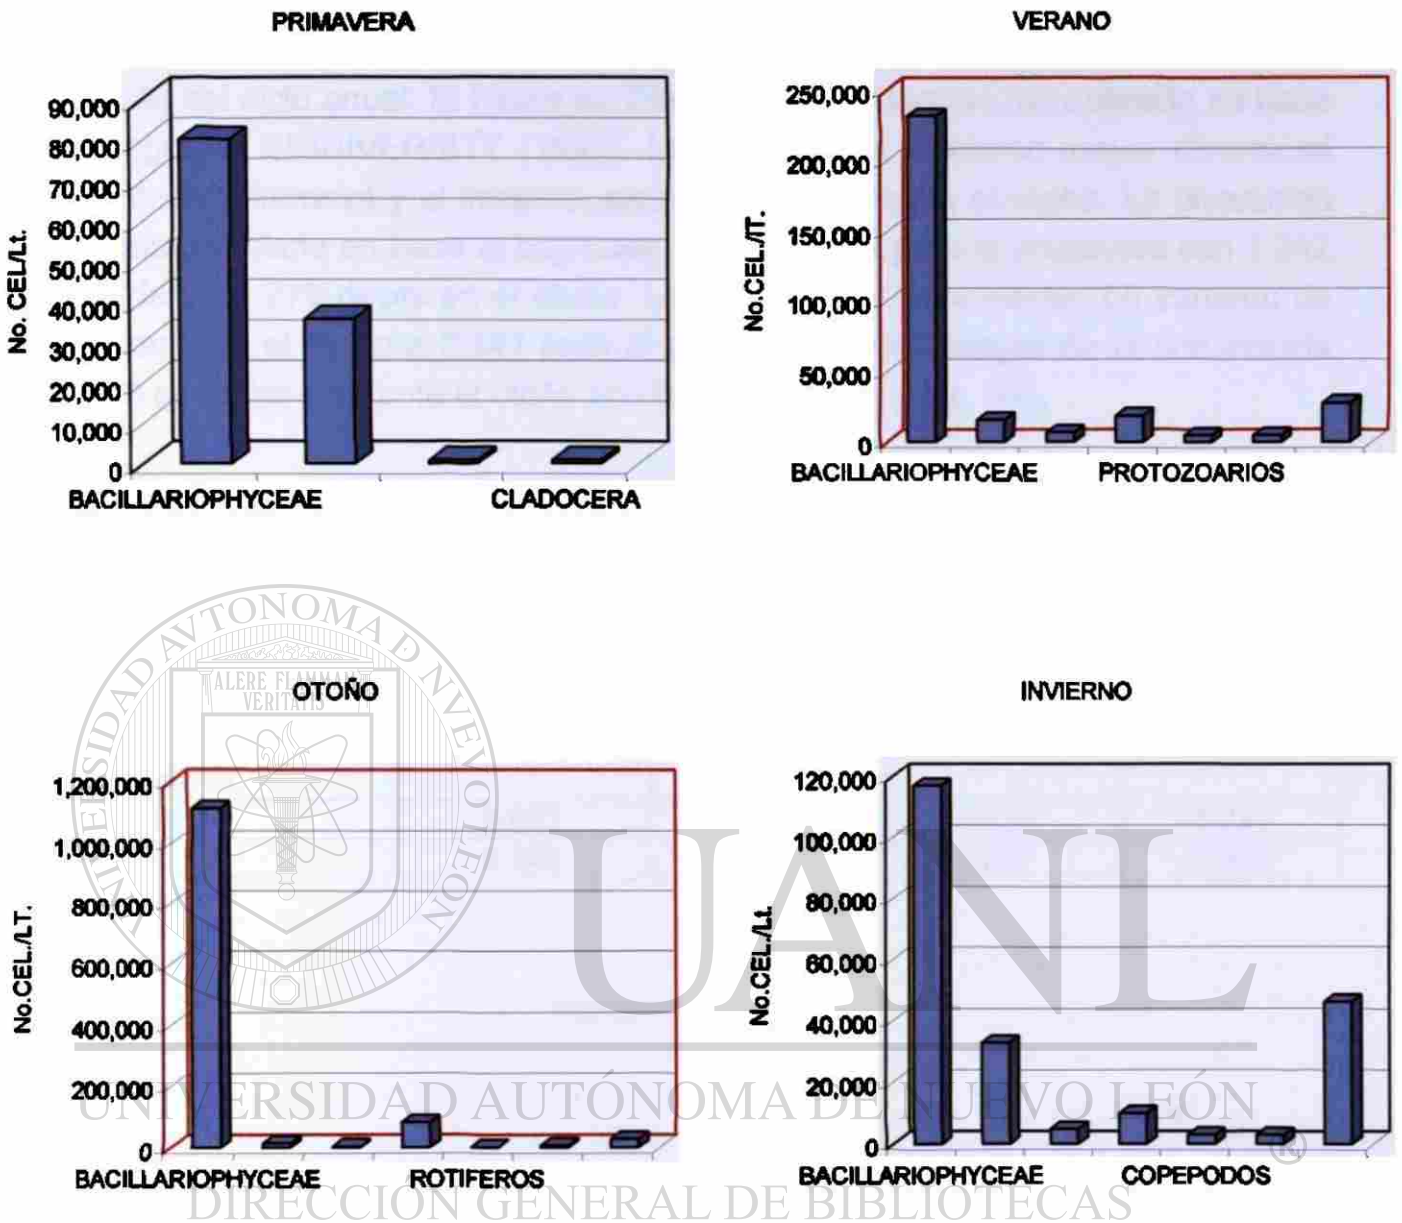 PRIMAVERA
No. CEL/Lt.
90,000
80,000
70,000
60,000
50,000
40,000
30,000
20,000
10,000
0
BACILLARIOPHYCEAE CLADOCERA
VERANO
No.CEL./lT.
250,000
200,000
150,000
100,000
50,000
0
BACILLARIOPHYCEAE PROTOZOARIOS
OTOÑO
No.CEL./LT.
1,200,000
1,000,000
800,000
600,000
400,000
200,000
0
BACILLARIOPHYCEAE ROTIFEROS
INVIERNO
No.CEL./Lt.
120,000
100,000
80,000
60,000
40,000
20,000
0
BACILLARIOPHYCEAE COPEPODOS
UNIVERSIDAD AVTONOMA D NVEVO LEON
ALERE FLAMMAM
VERITATIS
UANL
UNIVERSIDAD AUTÓNOMA DE NUEVO LEÓN
®
DIRECCIÓN GENERAL DE BIBLIOTECAS